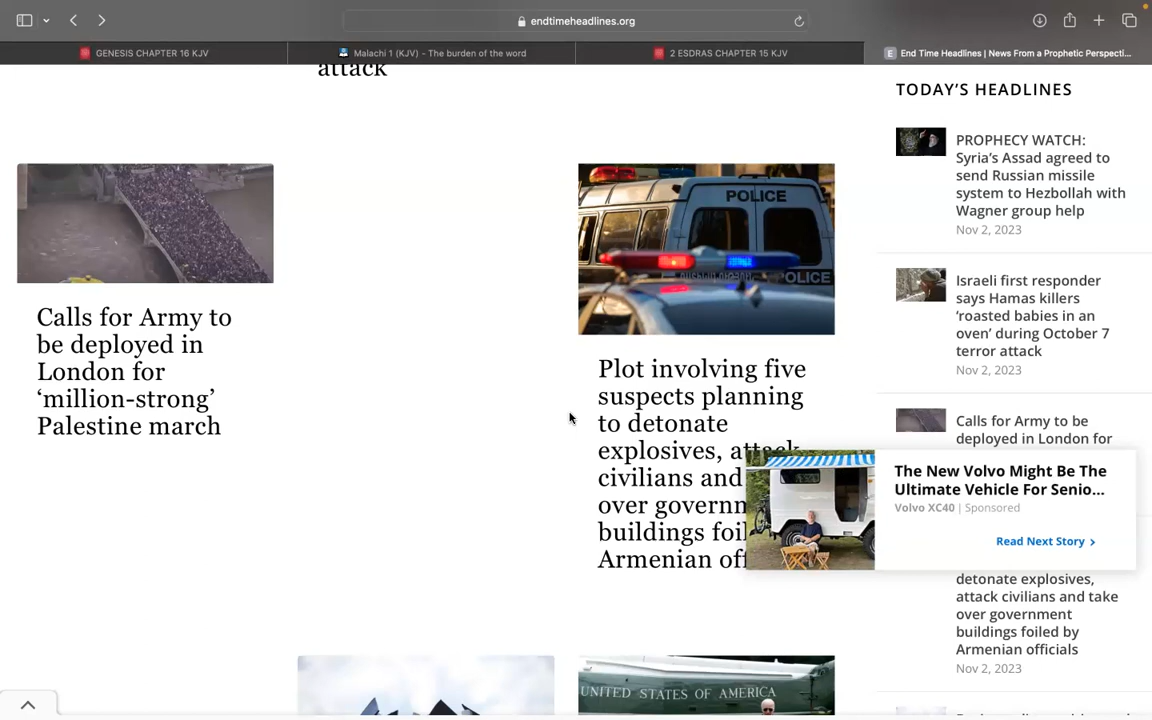 endtimeheadlines.org
GENESIS CHAPTER 16 KJV
Malachi 1 (KJV) - The burden of the word
2 ESDRAS CHAPTER 15 KJV
E End Time Headlines | News From a Prophetic Perspecti...
attack
Calls for Army to
be deployed in
London for
‘million-strong’
Palestine march
POLICE
POLICE
Plot involving five
suspects planning
to detonate
explosives, attack
civilians and
over governm
buildings foil
Armenian off
UNITED STATES OF AMERICA
TODAY’S HEADLINES
PROPHECY WATCH:
Syria’s Assad agreed to
send Russian missile
system to Hezbollah with
Wagner group help
Nov 2, 2023
Israeli first responder
says Hamas killers
‘roasted babies in an
oven’ during October 7
terror attack
Nov 2, 2023
Calls for Army to be
deployed in London for
The New Volvo Might Be The
Ultimate Vehicle For Senio...
Volvo XC40 | Sponsored
Read Next Story
detonate explosives,
attack civilians and take
over government
buildings foiled by
Armenian officials
Nov 2, 2023